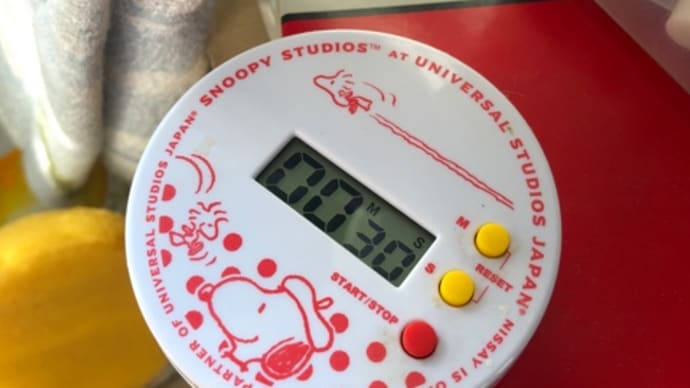 SNOOPY STUDIOS™ AT UNIVERSAL STUDIOS JAPAN®
NISSAY IS O
PARTNER OF UNIVERSAL STUDIOS JAPAN®
00 M 30 S
M
S
RESET
START/STOP